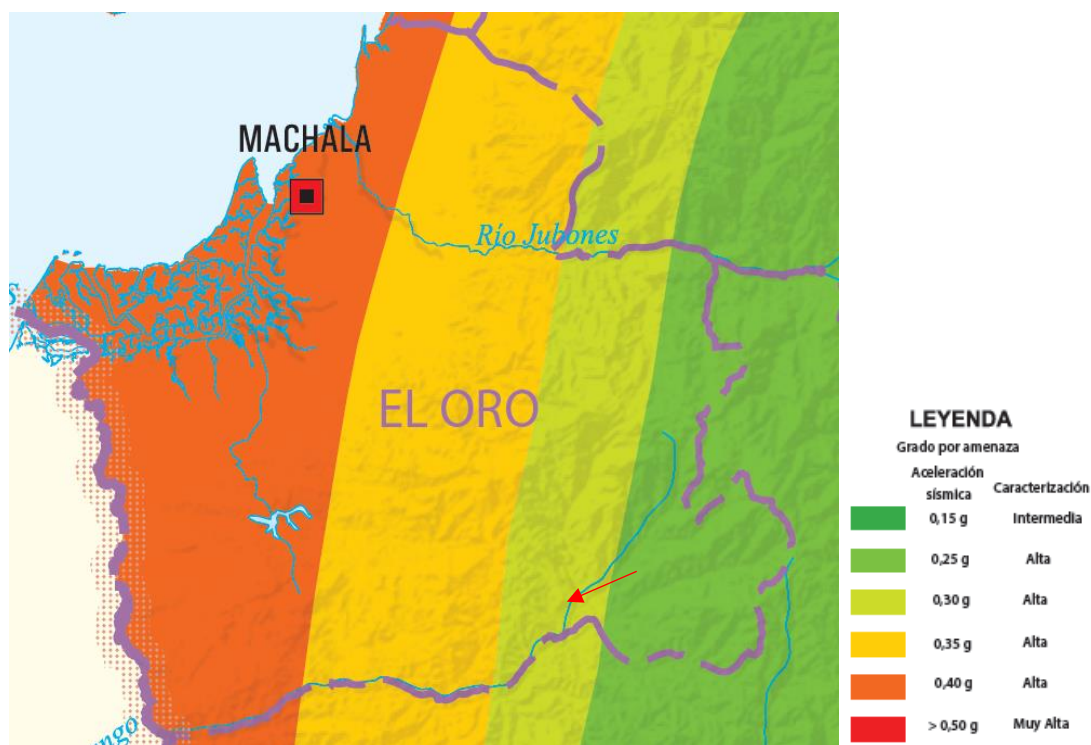 MACHALA
Río Jubones
EL ORO
LEYENDA
Grado por amenaza
Aceleración
sísmica
Caracterización
0,15 g Intermedia
0,25 g Alta
0,30 g Alta
0,35 g Alta
0,40 g Alta
> 0,50 g Muy Alta